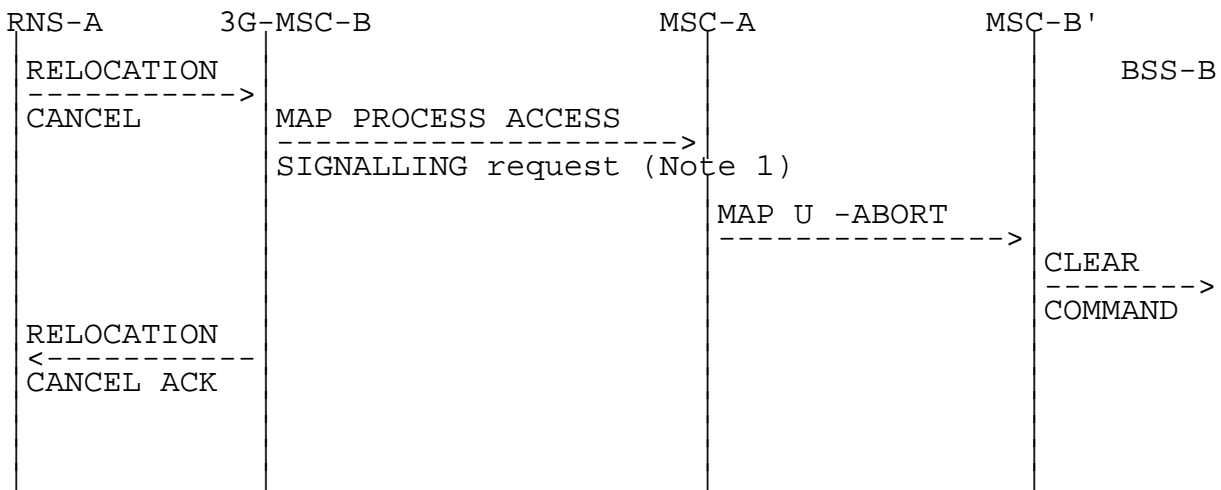 RNS-A 3G-MSC-B MSC-A MSC-B'
RELOCATION BSS-B
CANCEL MAP PROCESS ACCESS
SIGNALLING request (Note 1)
MAP U -ABORT
CLEAR
COMMAND
RELOCATION
CANCEL ACK